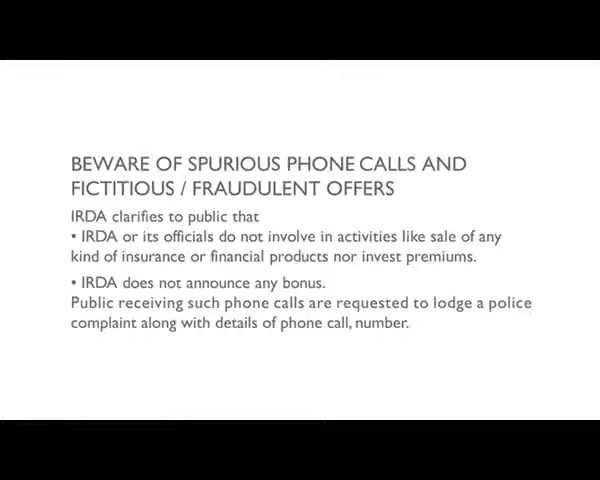 BEWARE OF SPURIOUS PHONE CALLS AND
FICTITIOUS / FRAUDULENT OFFERS
IRDA clarifies to public that
• IRDA or its officials do not involve in activities like sale of any
kind of insurance or financial products nor invest premiums.
• IRDA does not announce any bonus.
Public receiving such phone calls are requested to lodge a police
complaint along with details of phone call, number.